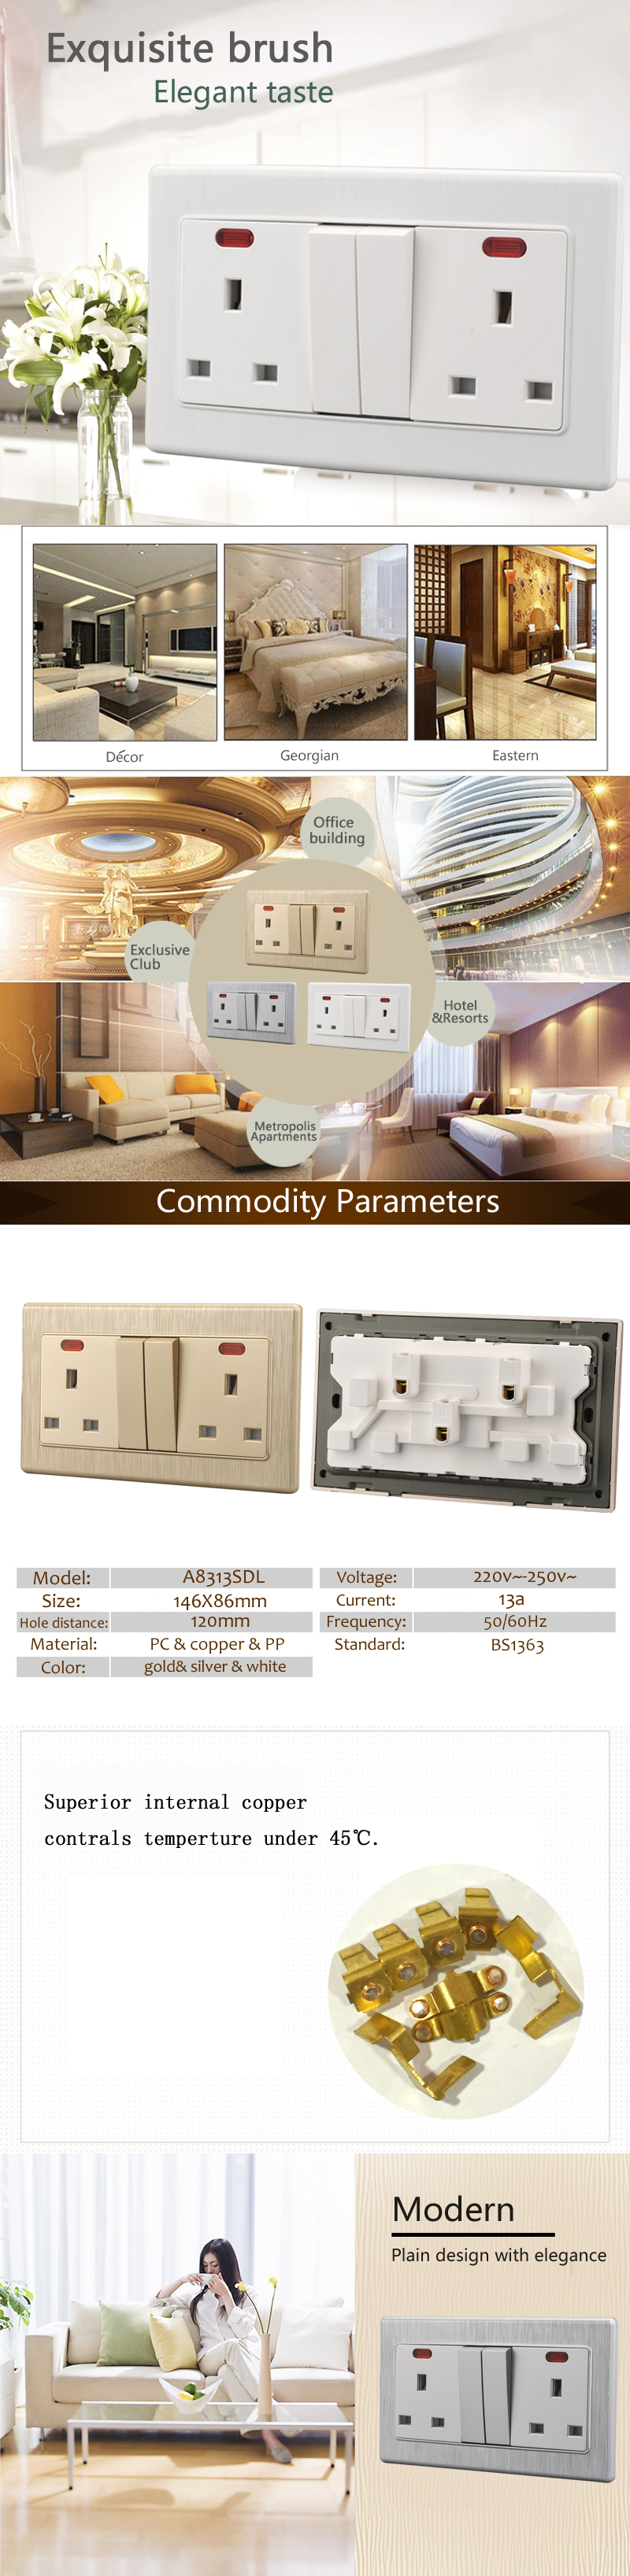 Exquisite brush
Elegant taste
Décor
Georgian
Eastern
Office
building
Exclusive
Club
Hotel
&Resorts
Metropolis
Apartments
Commodity Parameters
Model: A8313SDL
Size: 146X86mm
Hole distance: 120mm
Material: PC & copper & PP
Color: gold& silver & white
Voltage: 220v~-250v~
Current: 13a
Frequency: 50/60Hz
Standard: BS1363
Superior internal copper
contrals temperture under 45℃.
Modern
Plain design with elegance